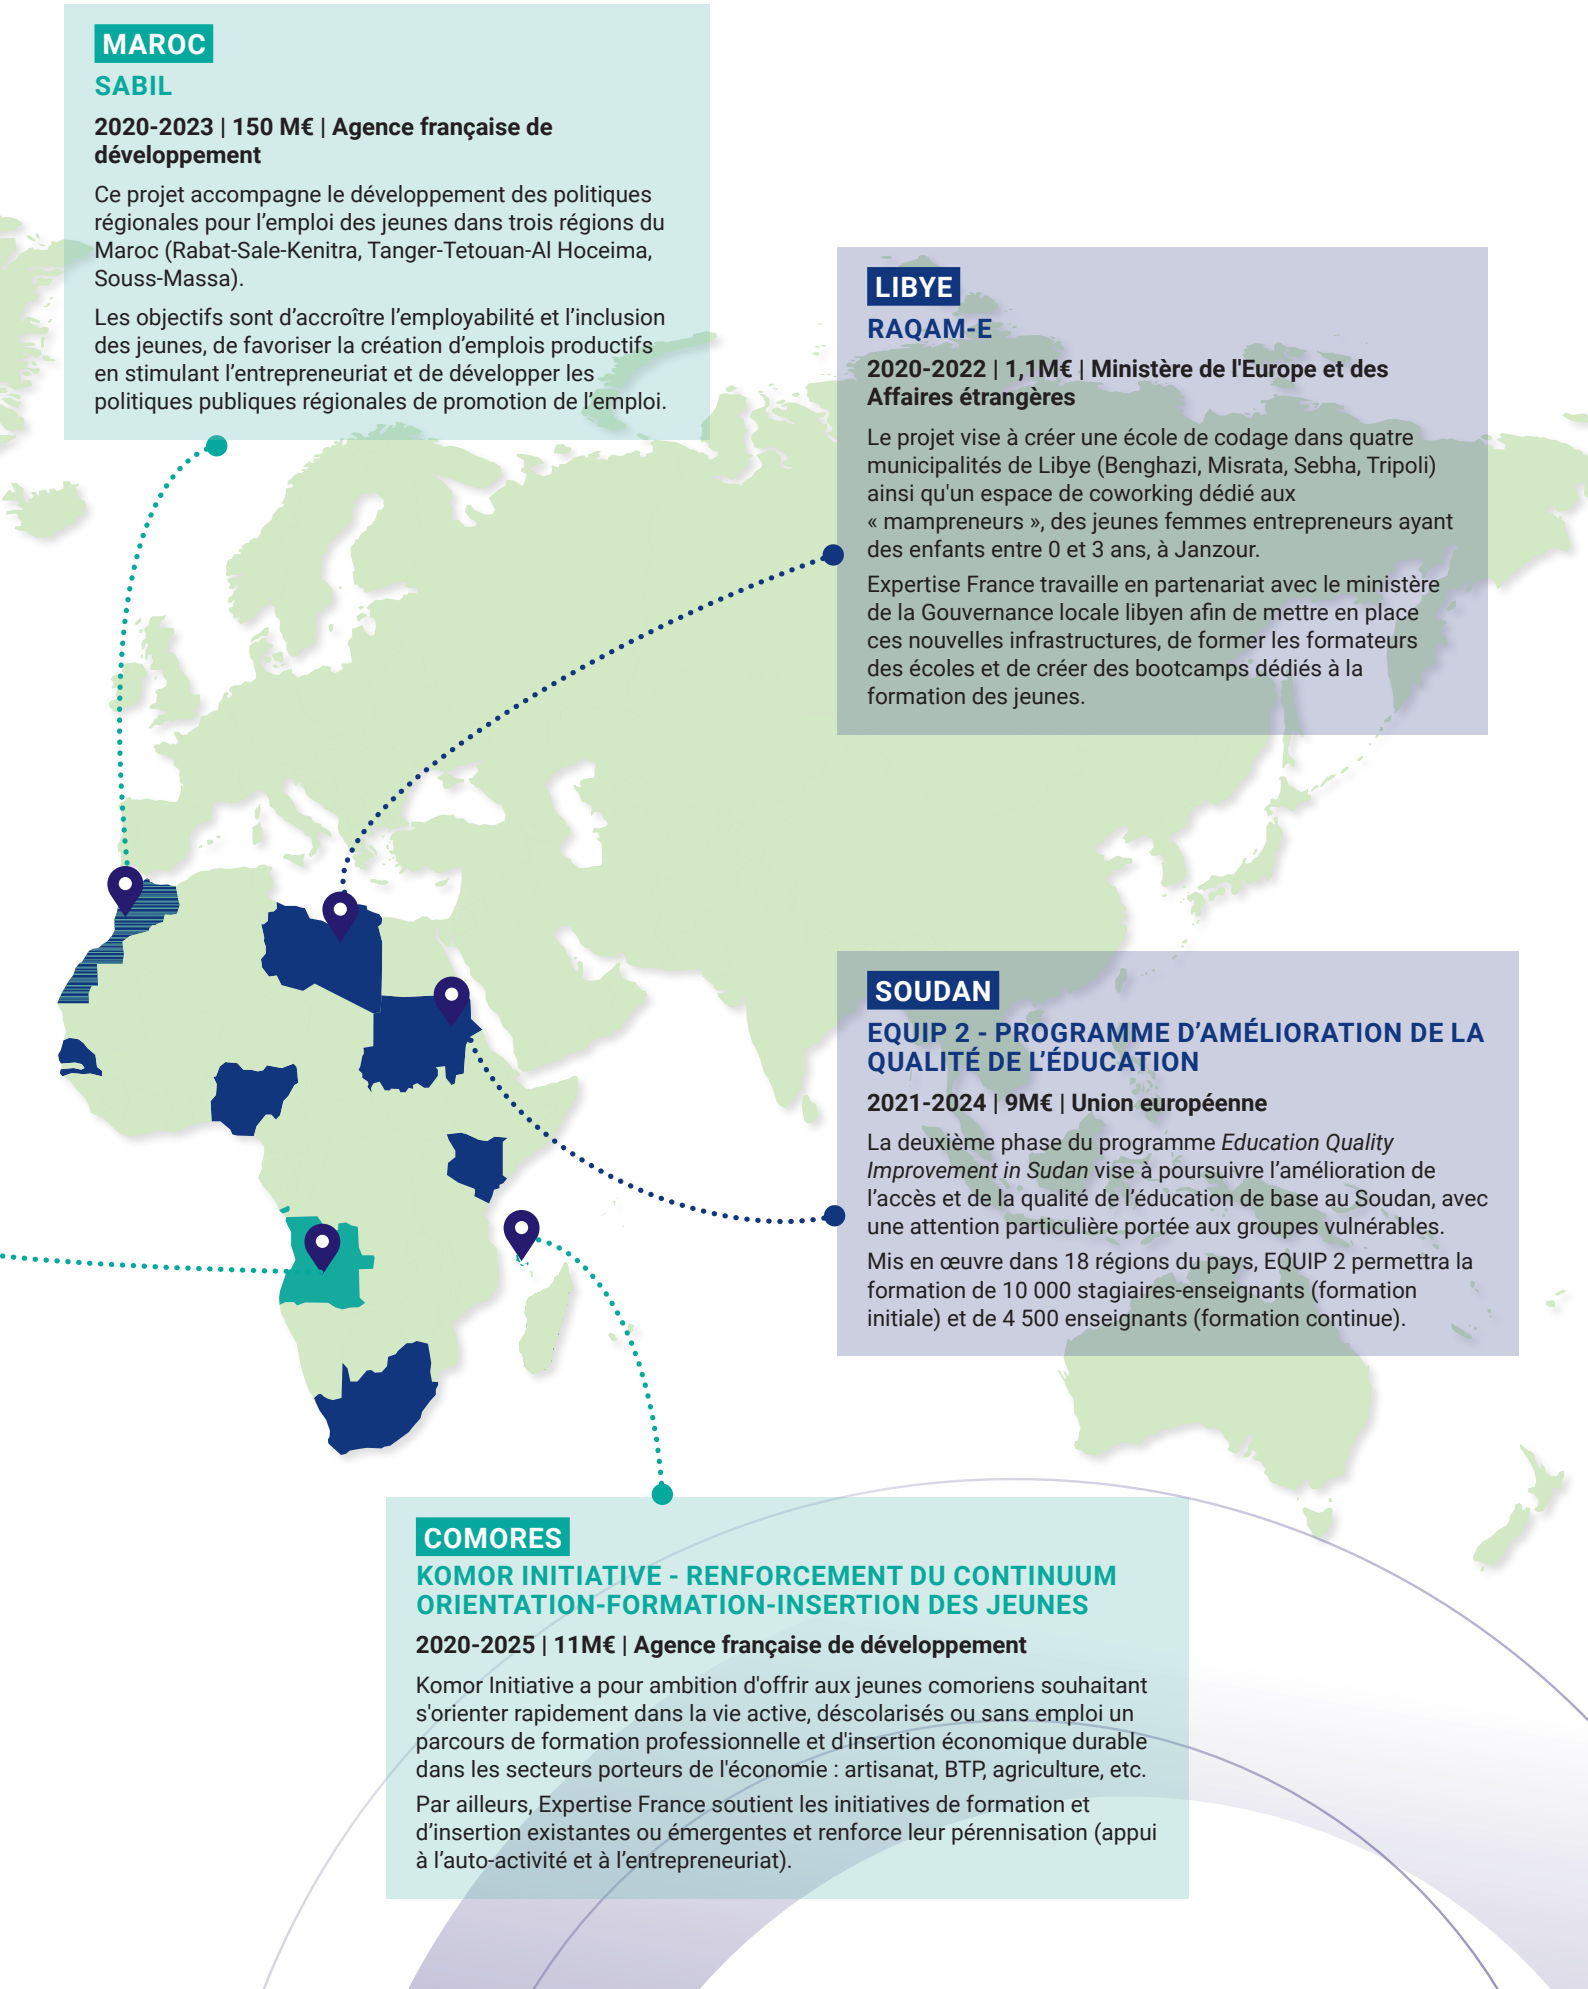 MAROC
SABIL
2020-2023 | 150 M€ | Agence française de
développement
Ce projet accompagne le développement des politiques
régionales pour l’emploi des jeunes dans trois régions du
Maroc (Rabat-Sale-Kenitra, Tanger-Tetouan-Al Hoceima,
Souss-Massa).
Les objectifs sont d’accroître l’employabilité et l’inclusion
des jeunes, de favoriser la création d’emplois productifs
en stimulant l’entrepreneuriat et de développer les
politiques publiques régionales de promotion de l’emploi.
LIBYE
RAQAM-E
2020-2022 | 1,1M€ | Ministère de l'Europe et des
Affaires étrangères
Le projet vise à créer une école de codage dans quatre
municipalités de Libye (Benghazi, Misrata, Sebha, Tripoli)
ainsi qu'un espace de coworking dédié aux
« mampreneurs », des jeunes femmes entrepreneurs ayant
des enfants entre 0 et 3 ans, à Janzour.
Expertise France travaille en partenariat avec le ministère
de la Gouvernance locale libyen afin de mettre en place
ces nouvelles infrastructures, de former les formateurs
des écoles et de créer des bootcamps dédiés à la
formation des jeunes.
SOUDAN
EQUIP 2 - PROGRAMME D’AMÉLIORATION DE LA
QUALITÉ DE L’ÉDUCATION
2021-2024 | 9M€ | Union européenne
La deuxième phase du programme Education Quality
Improvement in Sudan vise à poursuivre l’amélioration de
l’accès et de la qualité de l’éducation de base au Soudan, avec
une attention particulière portée aux groupes vulnérables.
Mis en œuvre dans 18 régions du pays, EQUIP 2 permettra la
formation de 10 000 stagiaires-enseignants (formation
initiale) et de 4 500 enseignants (formation continue).
COMORES
KOMOR INITIATIVE - RENFORCEMENT DU CONTINUUM
ORIENTATION-FORMATION-INSERTION DES JEUNES
2020-2025 | 11M€ | Agence française de développement
Komor Initiative a pour ambition d'offrir aux jeunes comoriens souhaitant
s'orienter rapidement dans la vie active, déscolarisés ou sans emploi un
parcours de formation professionnelle et d'insertion économique durable
dans les secteurs porteurs de l'économie : artisanat, BTP, agriculture, etc.
Par ailleurs, Expertise France soutient les initiatives de formation et
d’insertion existantes ou émergentes et renforce leur pérennisation (appui
à l’auto-activité et à l’entrepreneuriat).